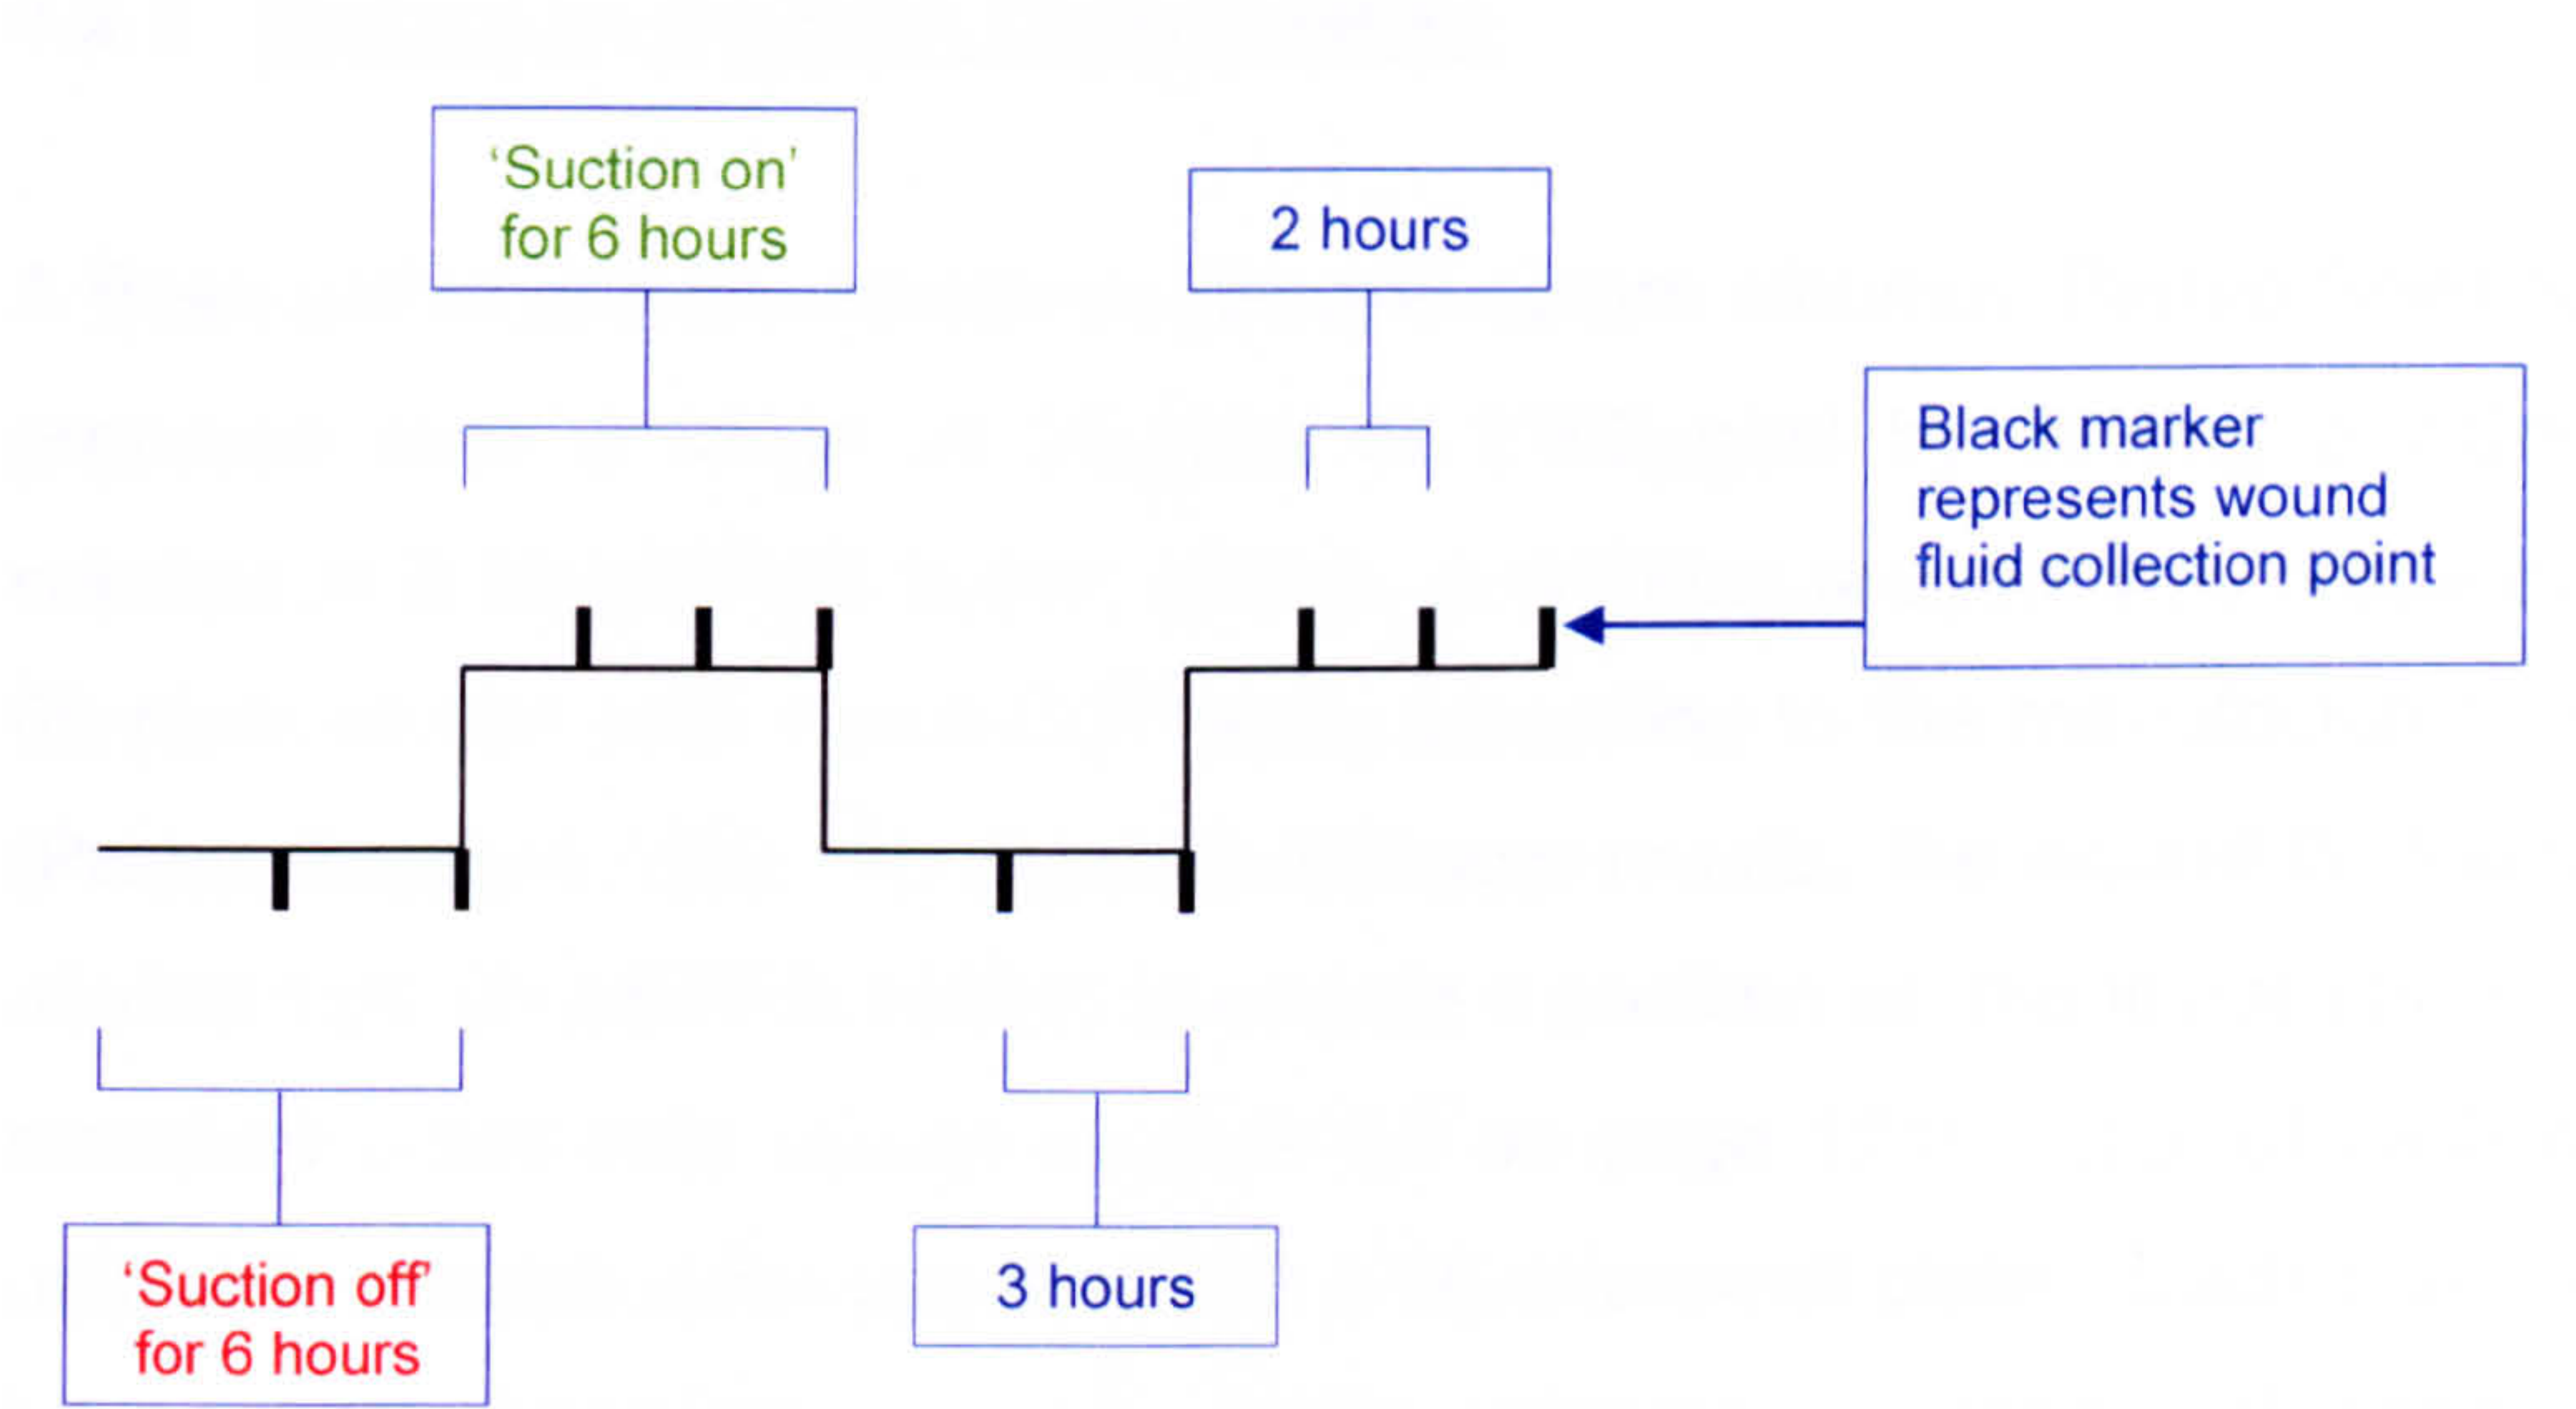 ‘Suction on’
for 6 hours
2 hours
Black marker
represents wound
fluid collection point
‘Suction off’
for 6 hours
3 hours